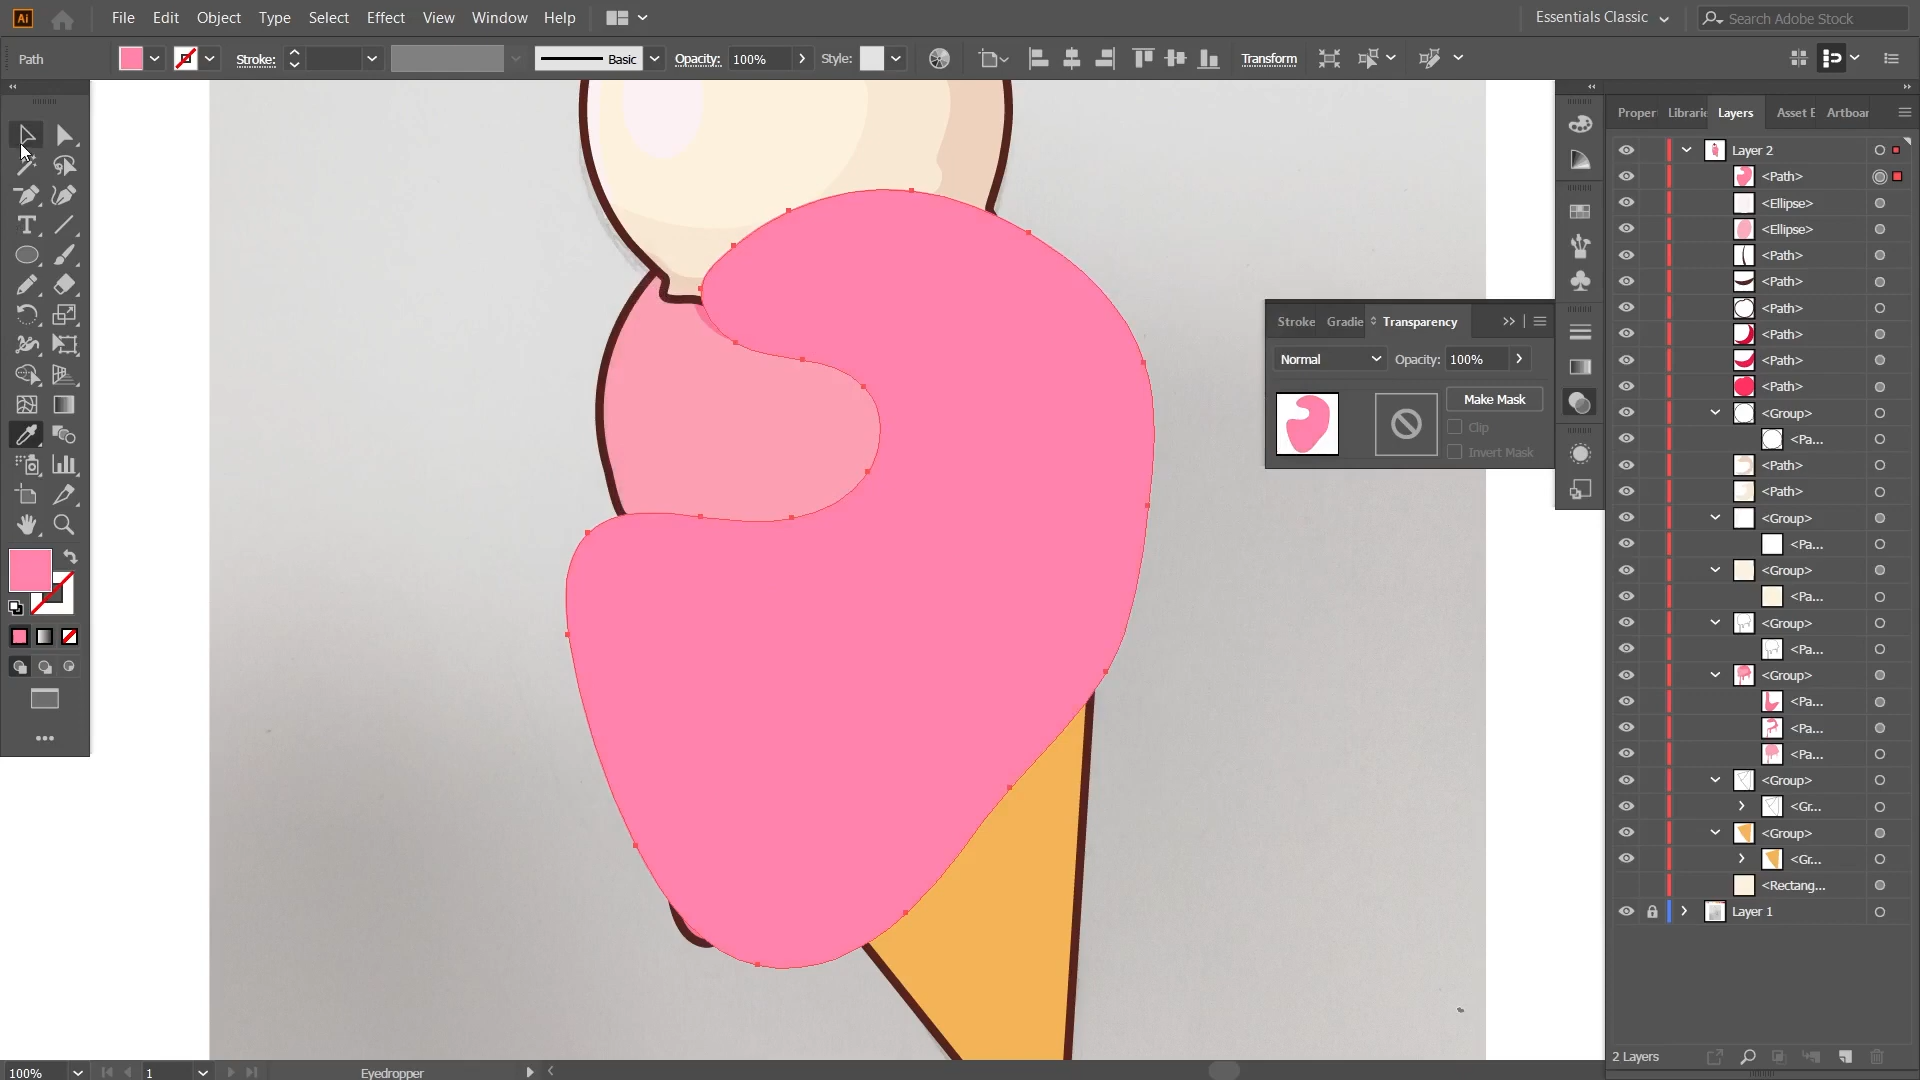 Ai File Edit Object Type Select Effect View Window Help Essentials Classic Search Adobe Stock
Path Stroke: Basic Opacity: 100% Style: Transform
Proper Librarie Layers Asset E Artboar
Layer 2
<Path>
<Ellipse>
<Ellipse>
<Path>
<Path>
<Path>
<Path>
<Path>
<Path>
<Group>
<Pa...
<Path>
<Path>
<Group>
<Pa...
<Group>
<Pa...
<Group>
<Pa...
<Group>
<Pa...
<Pa...
<Pa...
<Group>
<Gr...
<Group>
<Gr...
<Rectang...
Layer 1
2 Layers
Stroke Gradie Transparency
Normal Opacity: 100%
Make Mask
Clip
Invert Mask
100% 1 Eyedropper